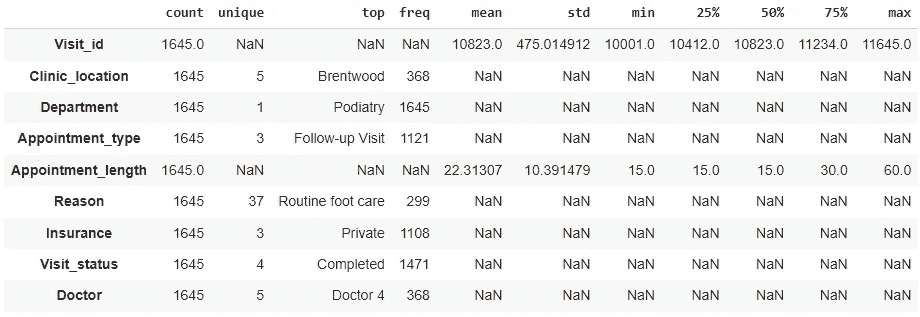 count unique top freq mean std min 25% 50% 75% max
Visit_id 1645.0 NaN NaN NaN 10823.0 475.014912 10001.0 10412.0 10823.0 11234.0 11645.0
Clinic_location 1645 5 Brentwood 368 NaN NaN NaN NaN NaN NaN NaN
Department 1645 1 Podiatry 1645 NaN NaN NaN NaN NaN NaN NaN
Appointment_type 1645 3 Follow-up Visit 1121 NaN NaN NaN NaN NaN NaN NaN
Appointment_length 1645.0 NaN NaN NaN 22.31307 10.391479 15.0 15.0 15.0 30.0 60.0
Reason 1645 37 Routine foot care 299 NaN NaN NaN NaN NaN NaN NaN
Insurance 1645 3 Private 1108 NaN NaN NaN NaN NaN NaN NaN
Visit_status 1645 4 Completed 1471 NaN NaN NaN NaN NaN NaN NaN
Doctor 1645 5 Doctor 4 368 NaN NaN NaN NaN NaN NaN NaN